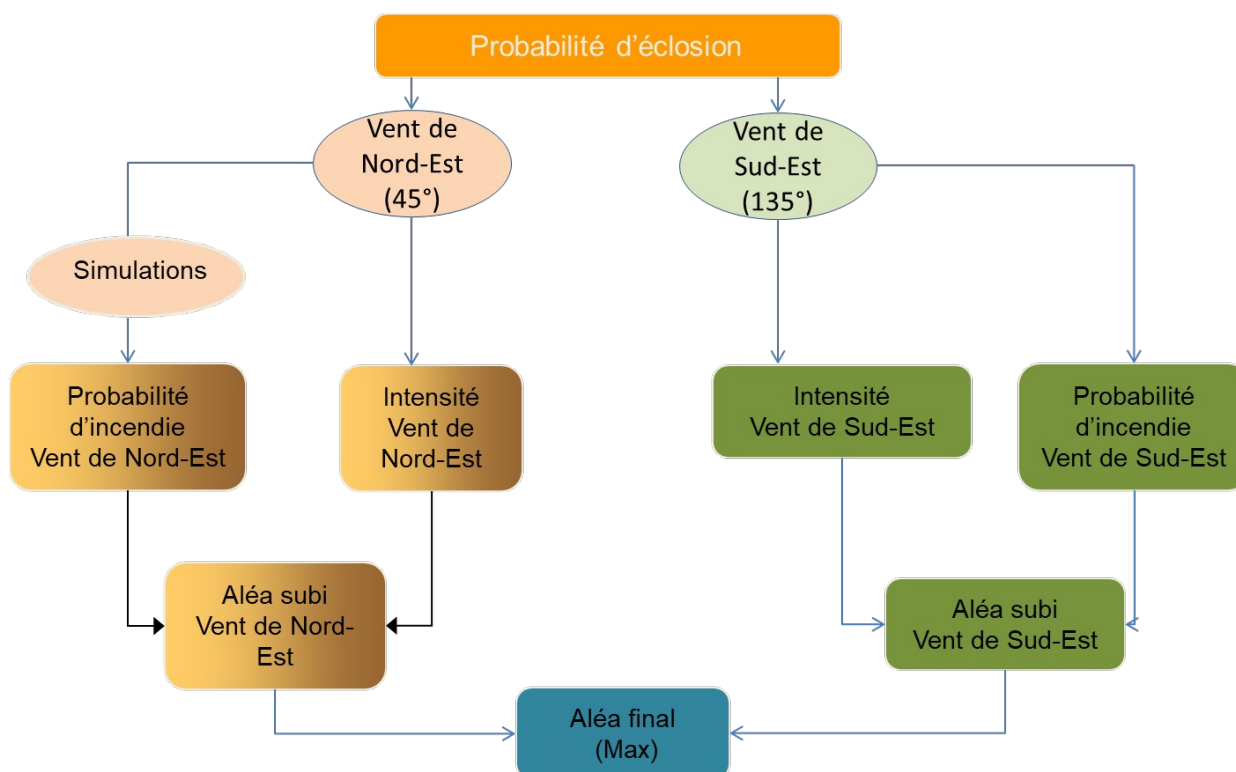 Probabilité d’éclosion
Vent de
Nord-Est
(45°)
Vent de
Sud-Est
(135°)
Simulations
Probabilité
d’incendie
Vent de Nord-Est
Intensité
Vent de
Nord-Est
Intensité
Vent de Sud-Est
Probabilité
d’incendie
Vent de Sud-Est
Aléa subi
Vent de Nord-
Est
Aléa subi
Vent de Sud-Est
Aléa final
(Max)